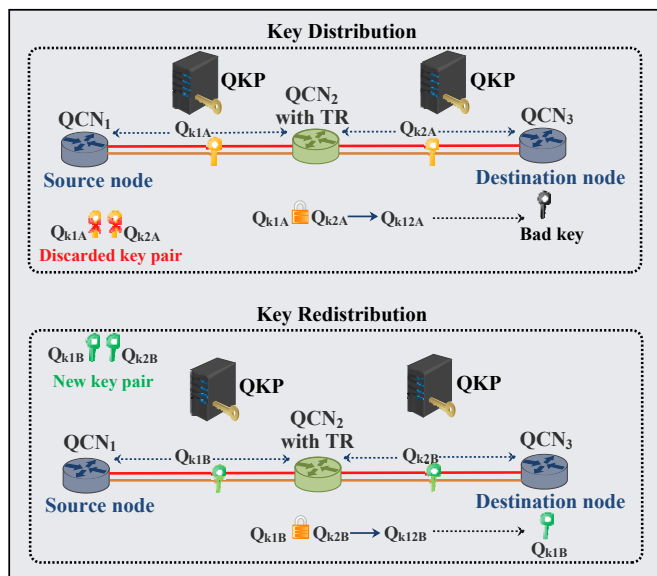 Key Distribution
QKP
QKP
QCN₁
QCN₂
with TR
QCN₃
Qk1A
Qk2A
Source node
Destination node
Qk1A Qk2A Qk12A
Bad key
Qk1A Qk2A
Discarded key pair
Key Redistribution
Qk1B Qk2B
New key pair
QKP
QKP
QCN₁
QCN₂
with TR
QCN₃
Qk1B
Qk2B
Source node
Destination node
Qk1B Qk2B Qk12B
Qk1B